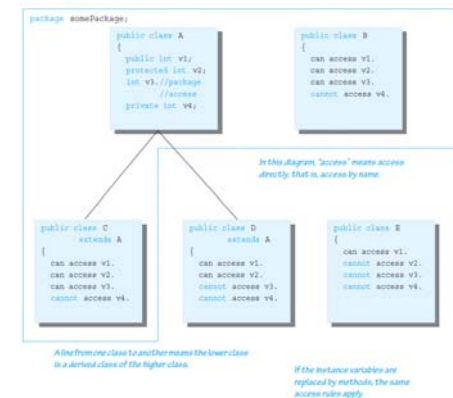 package somePackage;
public class A
{
public int v1;
protected int v2;
int v3.//package
//access
private int v4;
public class B
{
can access v1.
can access v2.
can access v3.
cannot access v4.
In this diagram, "access" means access
directly, that is, access by name.
public class C
extends A
{
can access v1.
can access v2.
can access v3.
cannot access v4.
public class D
extends A
{
can access v1.
can access v2.
cannot access v3.
cannot access v4.
public class E
{
can access v1.
cannot access v2.
cannot access v3.
cannot access v4.
A line from one class to another means the lower class
is a derived class of the higher class.
If the instance variables are
replaced by methods, the same
access rules apply.